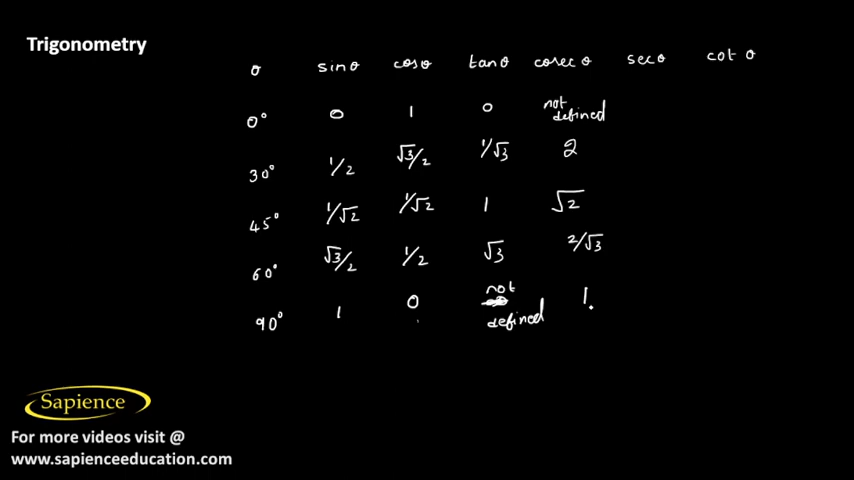 Trigonometry
θ sinθ cosθ tanθ cosec θ secθ cot θ
0° 0 1 0 not defined
30° 1/2 √3/2 1/√3 2
45° 1/√2 1/√2 1 √2
60° √3/2 1/2 √3 2/√3
90° 1 0 not defined 1.
Sapience
For more videos visit @
www.sapienceeducation.com